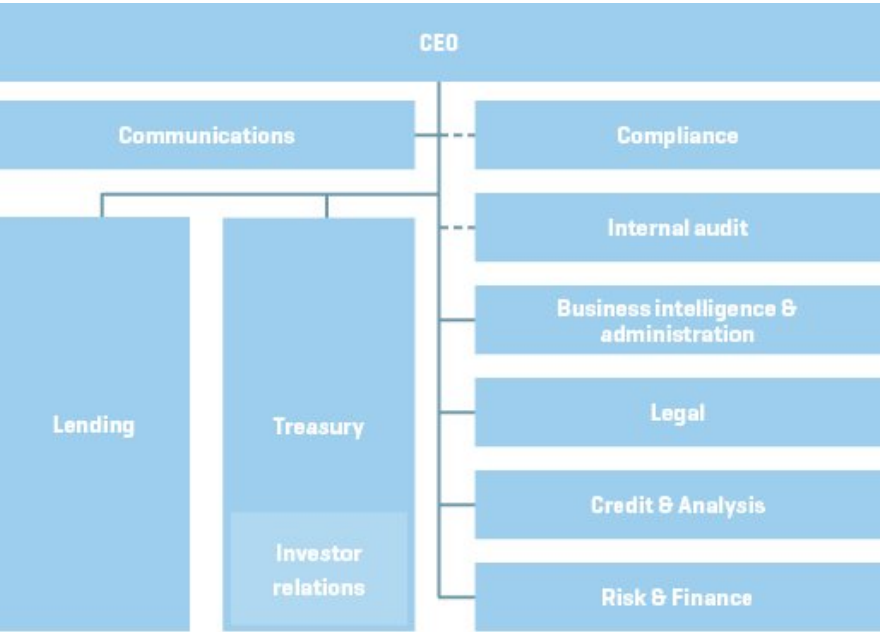 CEO
Communications
Compliance
Internal audit
Business intelligence &
administration
Lending
Treasury
Legal
Credit & Analysis
Investor
relations
Risk & Finance